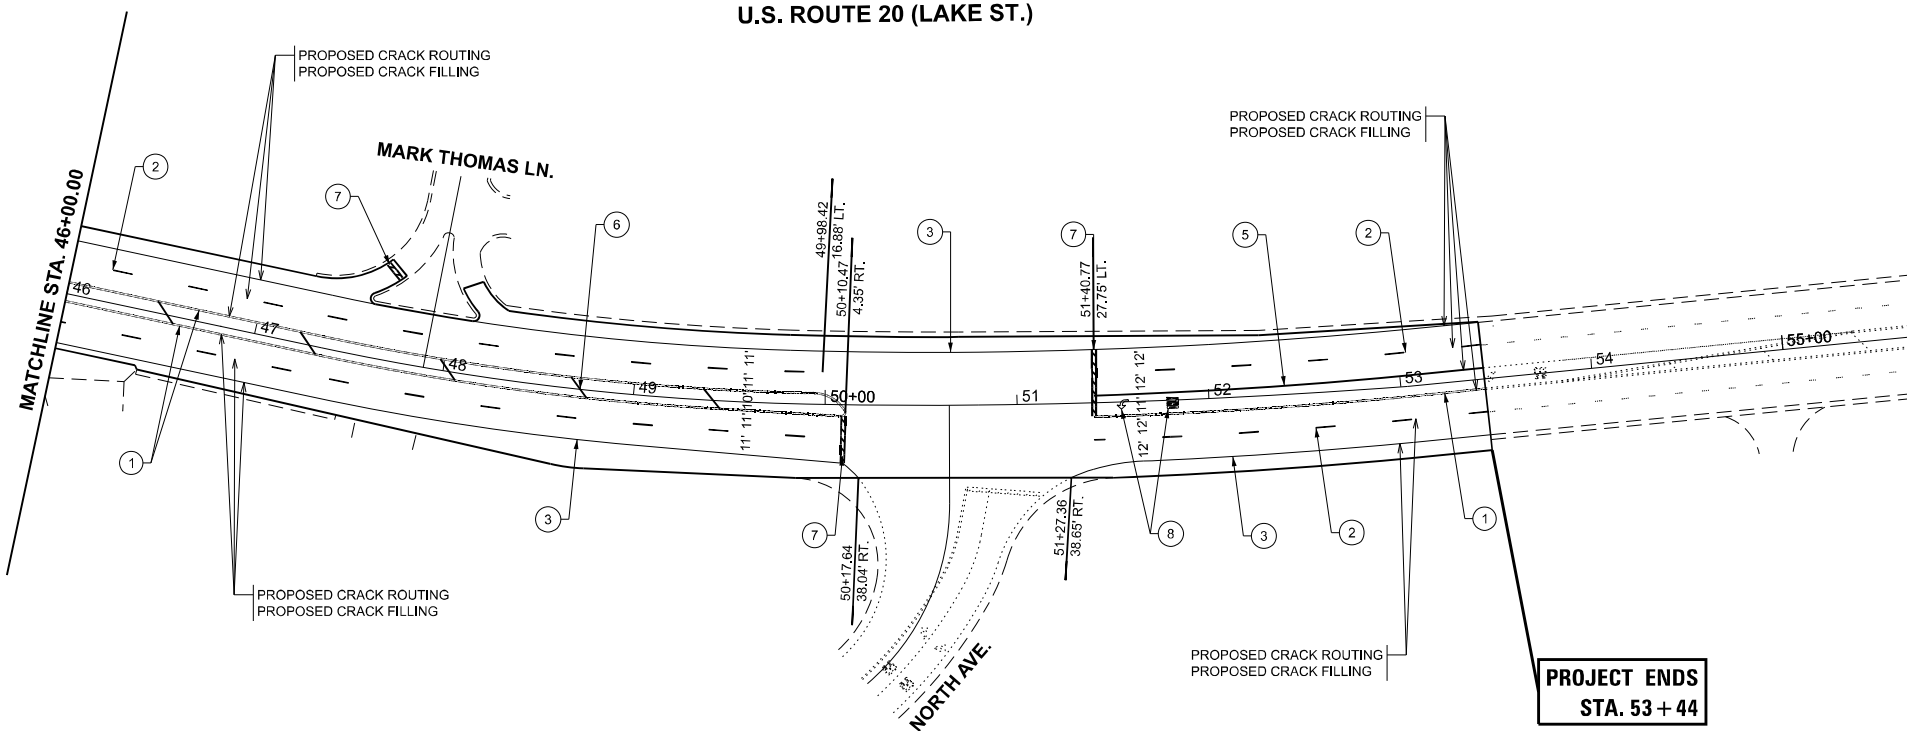 U.S. ROUTE 20 (LAKE ST.)
PROPOSED CRACK ROUTING
PROPOSED CRACK FILLING
PROPOSED CRACK ROUTING
PROPOSED CRACK FILLING
MATCHLINE STA. 46+00.00
2
7
MARK THOMAS LN.
6
49+98.42
16.88' LT.
50+10.47
4.35' RT.
3
7
51+40.77
27.75' LT.
5
2
46
47
48
49
50+00
51
52
53
54
55+00
11' 11' 10' 11' 11'
12' 12' 11' 12' 12'
1
3
7
50+17.64
38.04' RT.
51+27.36
38.65' RT.
8
3
2
1
PROPOSED CRACK ROUTING
PROPOSED CRACK FILLING
NORTH AVE.
PROPOSED CRACK ROUTING
PROPOSED CRACK FILLING
PROJECT ENDS
STA. 53+44